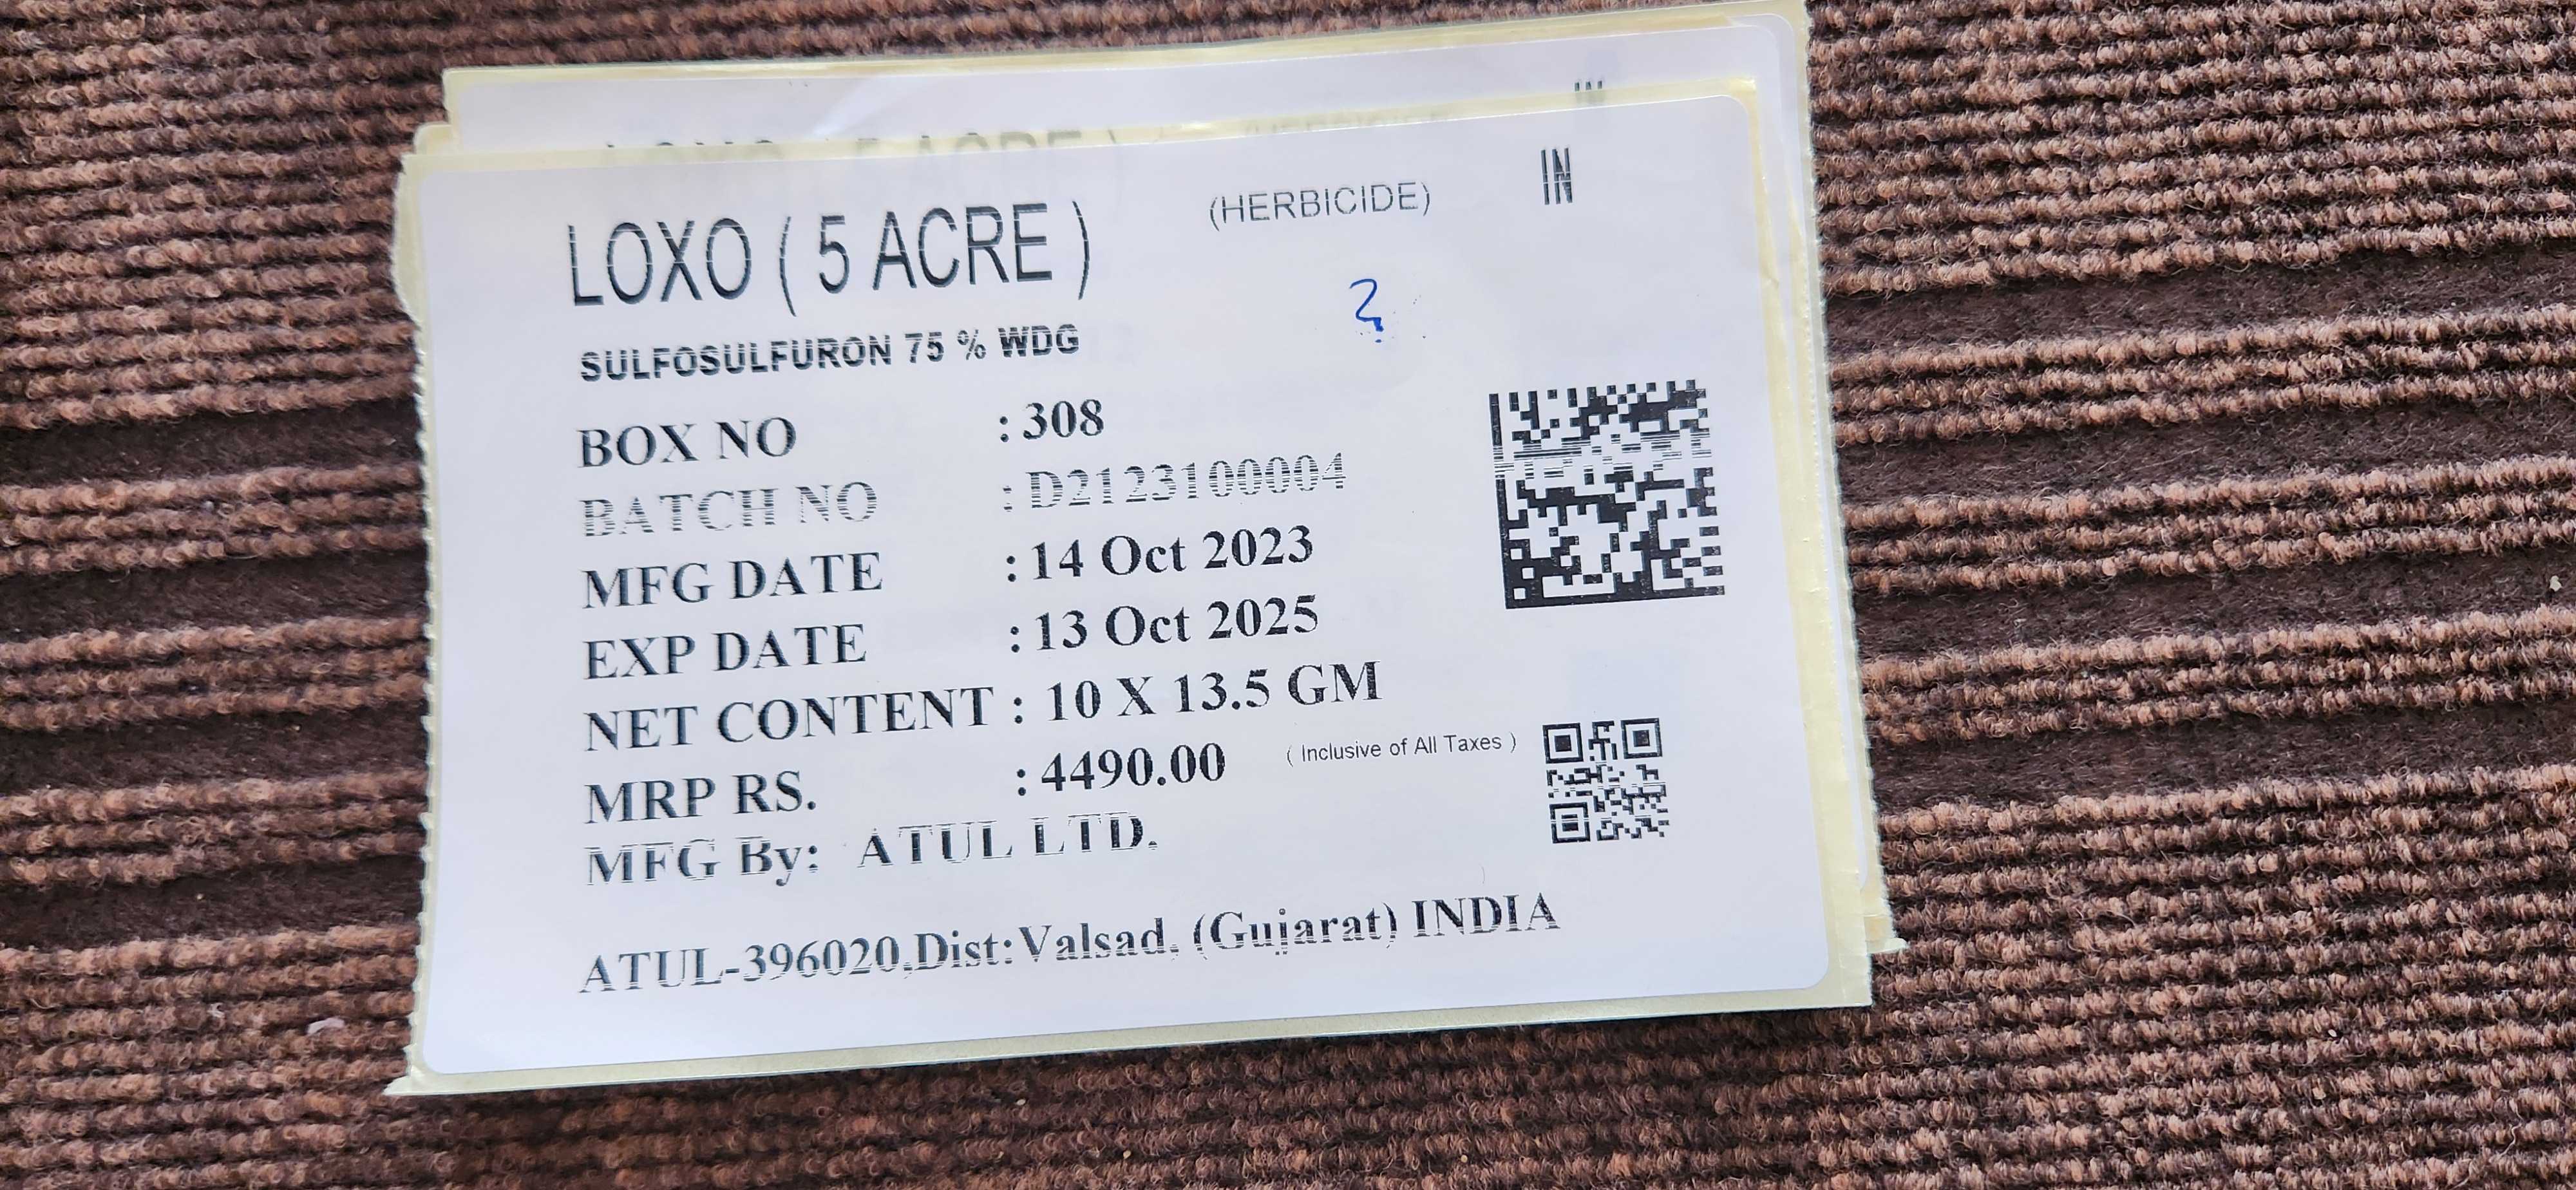 LOXO ( 5 ACRE )
(HERBICIDE)
IN
?
SULFOSULFURON 75 % WDG
BOX NO : 308
BATCH NO : D2123100004
MFG DATE : 14 Oct 2023
EXP DATE : 13 Oct 2025
NET CONTENT : 10 X 13.5 GM
MRP RS. : 4490.00 ( Inclusive of All Taxes )
MFG By: ATUL LTD.
ATUL-396020,Dist:Valsad, (Gujarat) INDIA